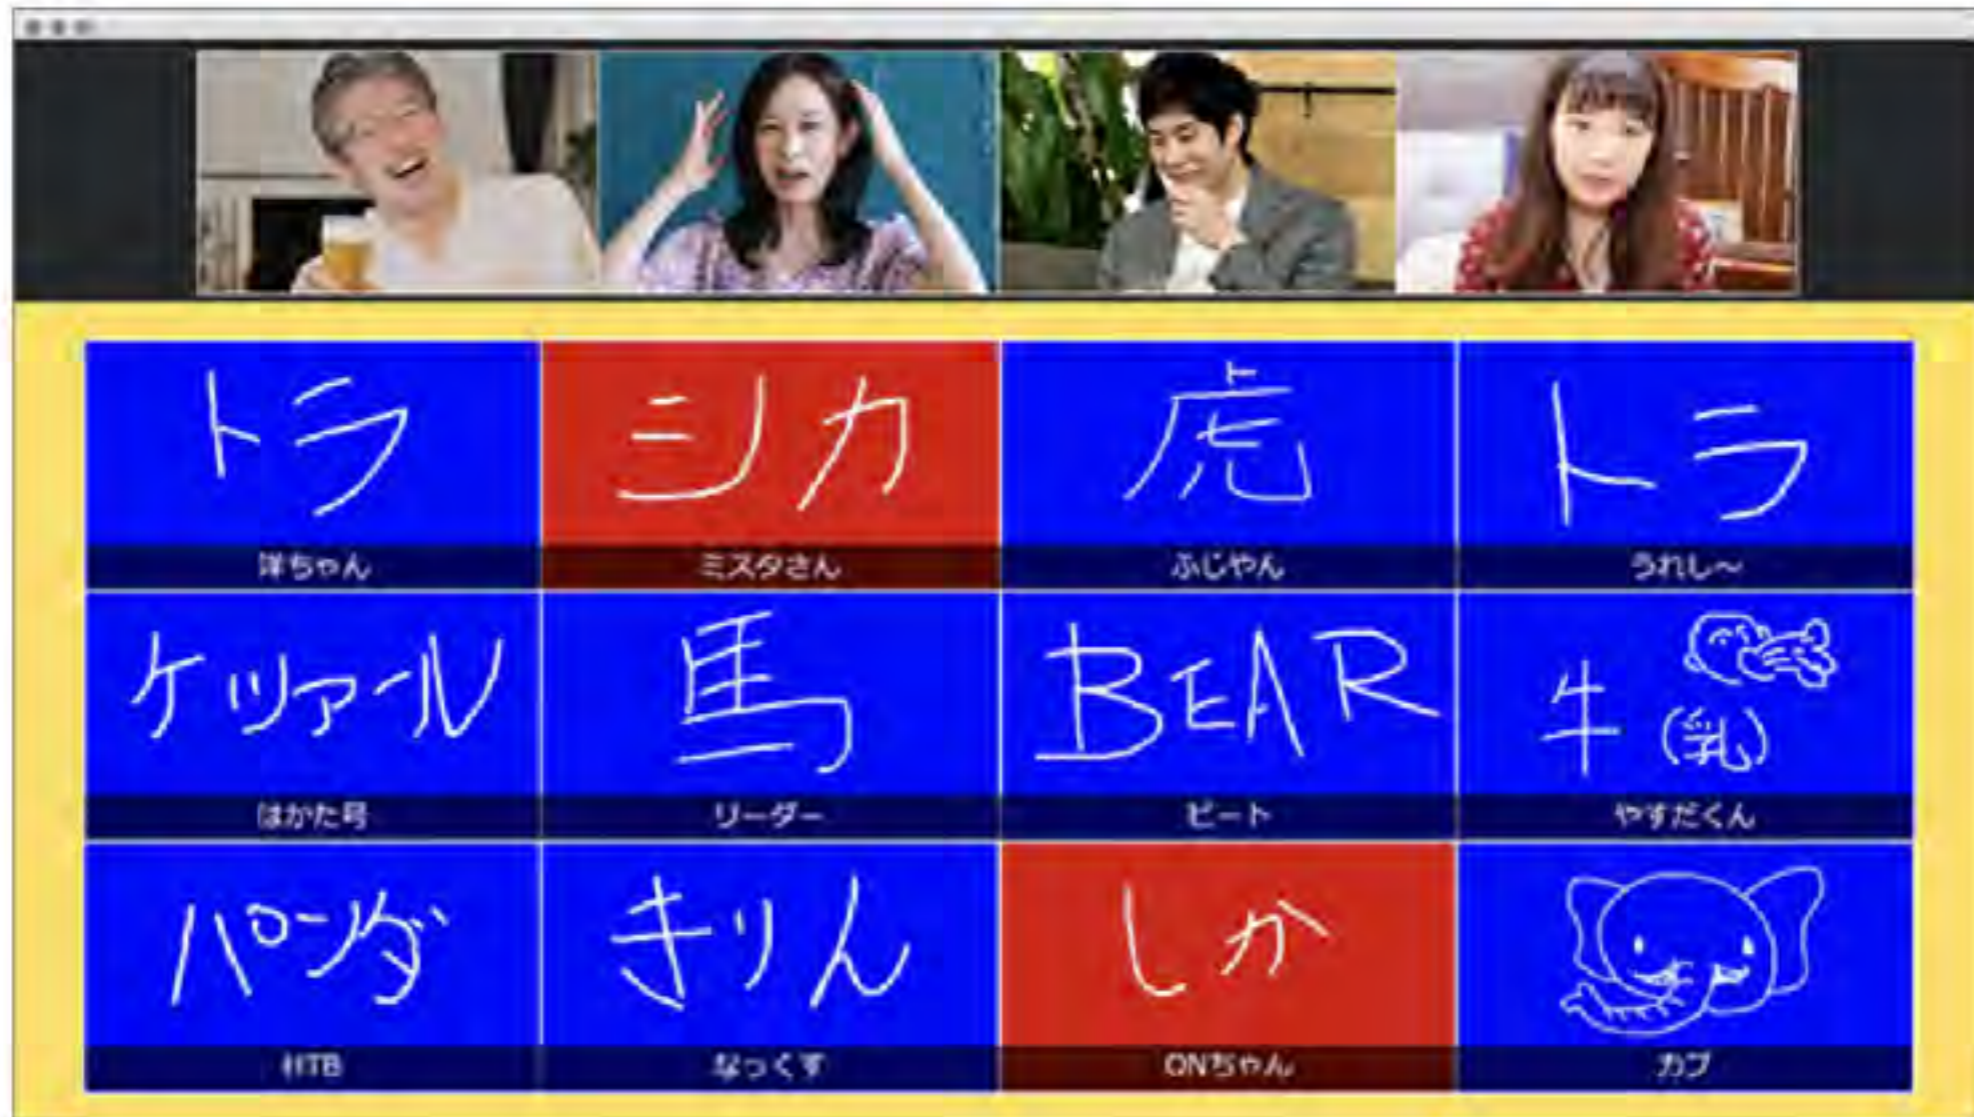 トラ
シカ
虎
トラ
洋ちゃん
ミスタさん
ふじやん
うれし～
ケツァール
馬
BEAR
牛(乳)
はかた号
リーダー
ビート
やすだくん
パンダ
きりん
しか
HTB
なっくす
ONちゃん
カブ